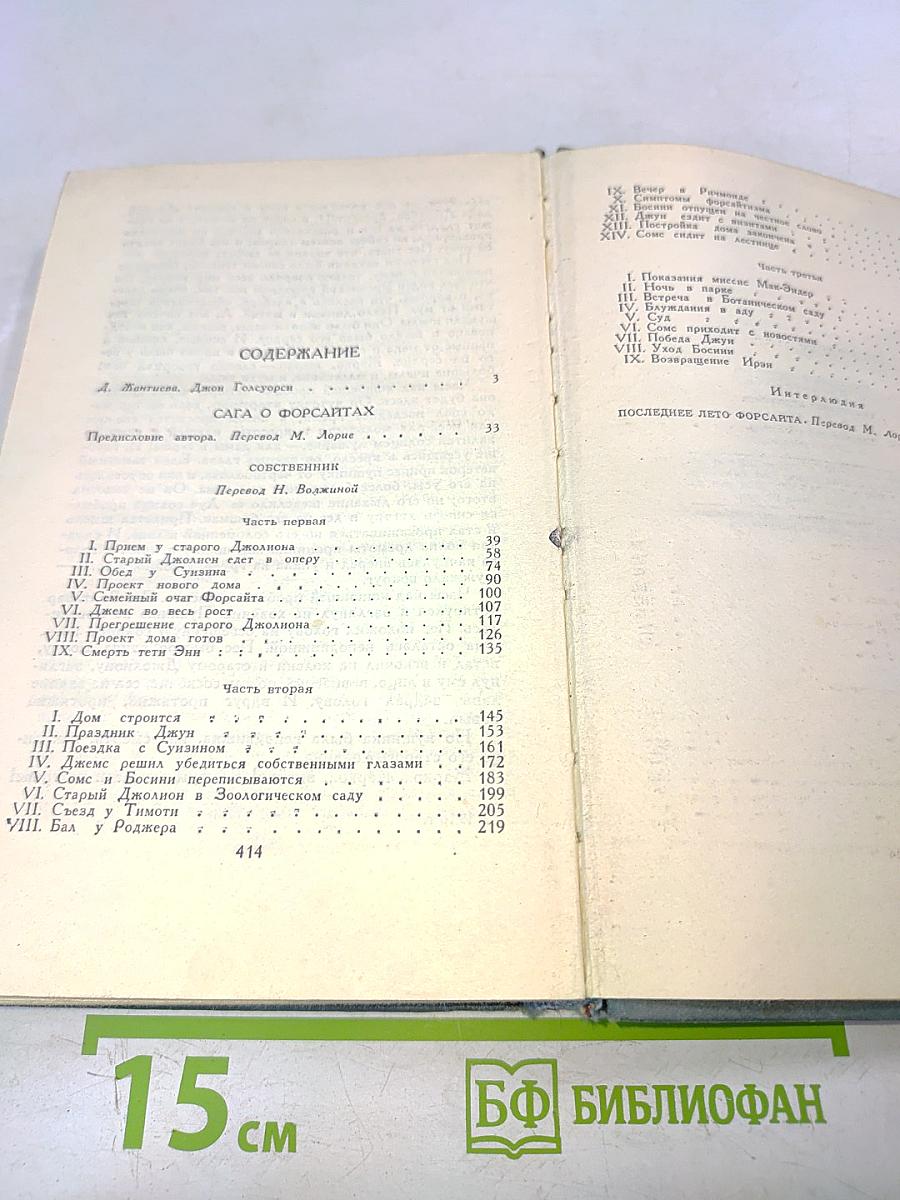 СОДЕРЖАНИЕ
Д. Жантиева. Джон Голсуорси . . . . . . . . . . 3
САГА О ФОРСАЙТАХ
Предисловие автора. Перевод М. Лорие . . . . . . 33
СОБСТВЕННИК
Перевод Н. Волжиной
Часть первая
I. Прием у старого Джолиона . . . . . . . . 39
II. Старый Джолион едет в оперу . . . . . . . 58
III. Обед у Суизина . . . . . . . . . . . 74
IV. Проект нового дома . . . . . . . . . . 90
V. Семейный очаг Форсайта . . . . . . . . . 100
VI. Джемс во весь рост . . . . . . . . . . 107
VII. Прегрешение старого Джолиона . . . . . . . 117
VIII. Проект дома готов . . . . . . . . . . 126
IX. Смерть тети Энн . . . . . . . . . . . 135
Часть вторая
I. Дом строится . . . . . . . . . . . . 145
II. Праздник Джун . . . . . . . . . . . 153
III. Поездка с Суизином . . . . . . . . . . 161
IV. Джемс решил убедиться собственными глазами . . 172
V. Сомс и Босини переписываются . . . . . . . 183
VI. Старый Джолион в Зоологическом саду . . . . . 199
VII. Съезд у Тимоти . . . . . . . . . . . 205
VIII. Бал у Роджера . . . . . . . . . . . 219
414
IX. Вечер в Ричмонде . . . . . . . .
X. Симптомы форсайтизма . . . . . . .
XI. Босини отпущен на честное слово . . . .
XII. Джун ездит с визитами . . . . . . .
XIII. Постройка дома закончена . . . . . .
XIV. Сомс сидит на лестнице . . . . . . .
Часть третья
I. Показания миссис Мак-Эндер . . . . .
II. Ночь в парке . . . . . . . . .
III. Встреча в Ботаническом саду . . . . .
IV. Блуждания в аду . . . . . . . .
V. Суд . . . . . . . . . . . .
VI. Сомс приходит с новостями . . . . . .
VII. Победа Джун . . . . . . . . . .
VIII. Уход Босини . . . . . . . . . .
IX. Возвращение Ирэн . . . . . . . .
Интерлюдия
ПОСЛЕДНЕЕ ЛЕТО ФОРСАЙТА. Перевод М. Лор
15 см
БФ БИБЛИОФАН